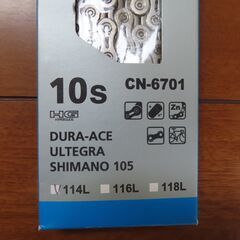 10s
CN-6701
HG
Zn
DURA-ACE
ULTEGRA
SHIMANO 105
114L 116L 118L